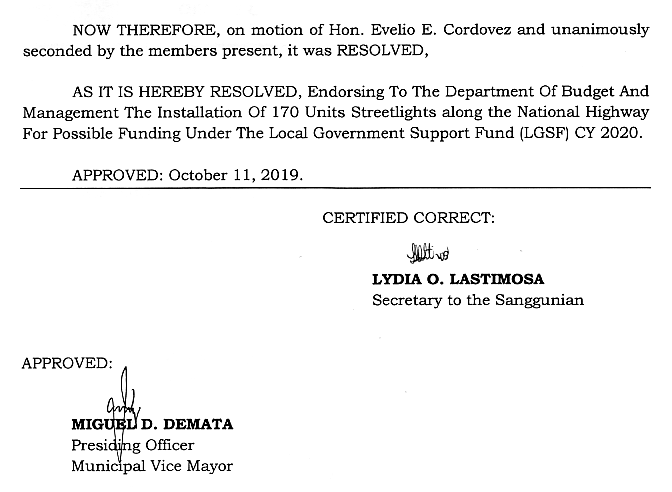 NOW THEREFORE, on motion of Hon. Evelio E. Cordovez and unanimously
seconded by the members present, it was RESOLVED,
AS IT IS HEREBY RESOLVED, Endorsing To The Department Of Budget And
Management The Installation Of 170 Units Streetlights along the National Highway
For Possible Funding Under The Local Government Support Fund (LGSF) CY 2020.
APPROVED: October 11, 2019.
CERTIFIED CORRECT:
LYDIA O. LASTIMOSA
Secretary to the Sanggunian
APPROVED:
MIGUEL D. DEMATA
Presiding Officer
Municipal Vice Mayor